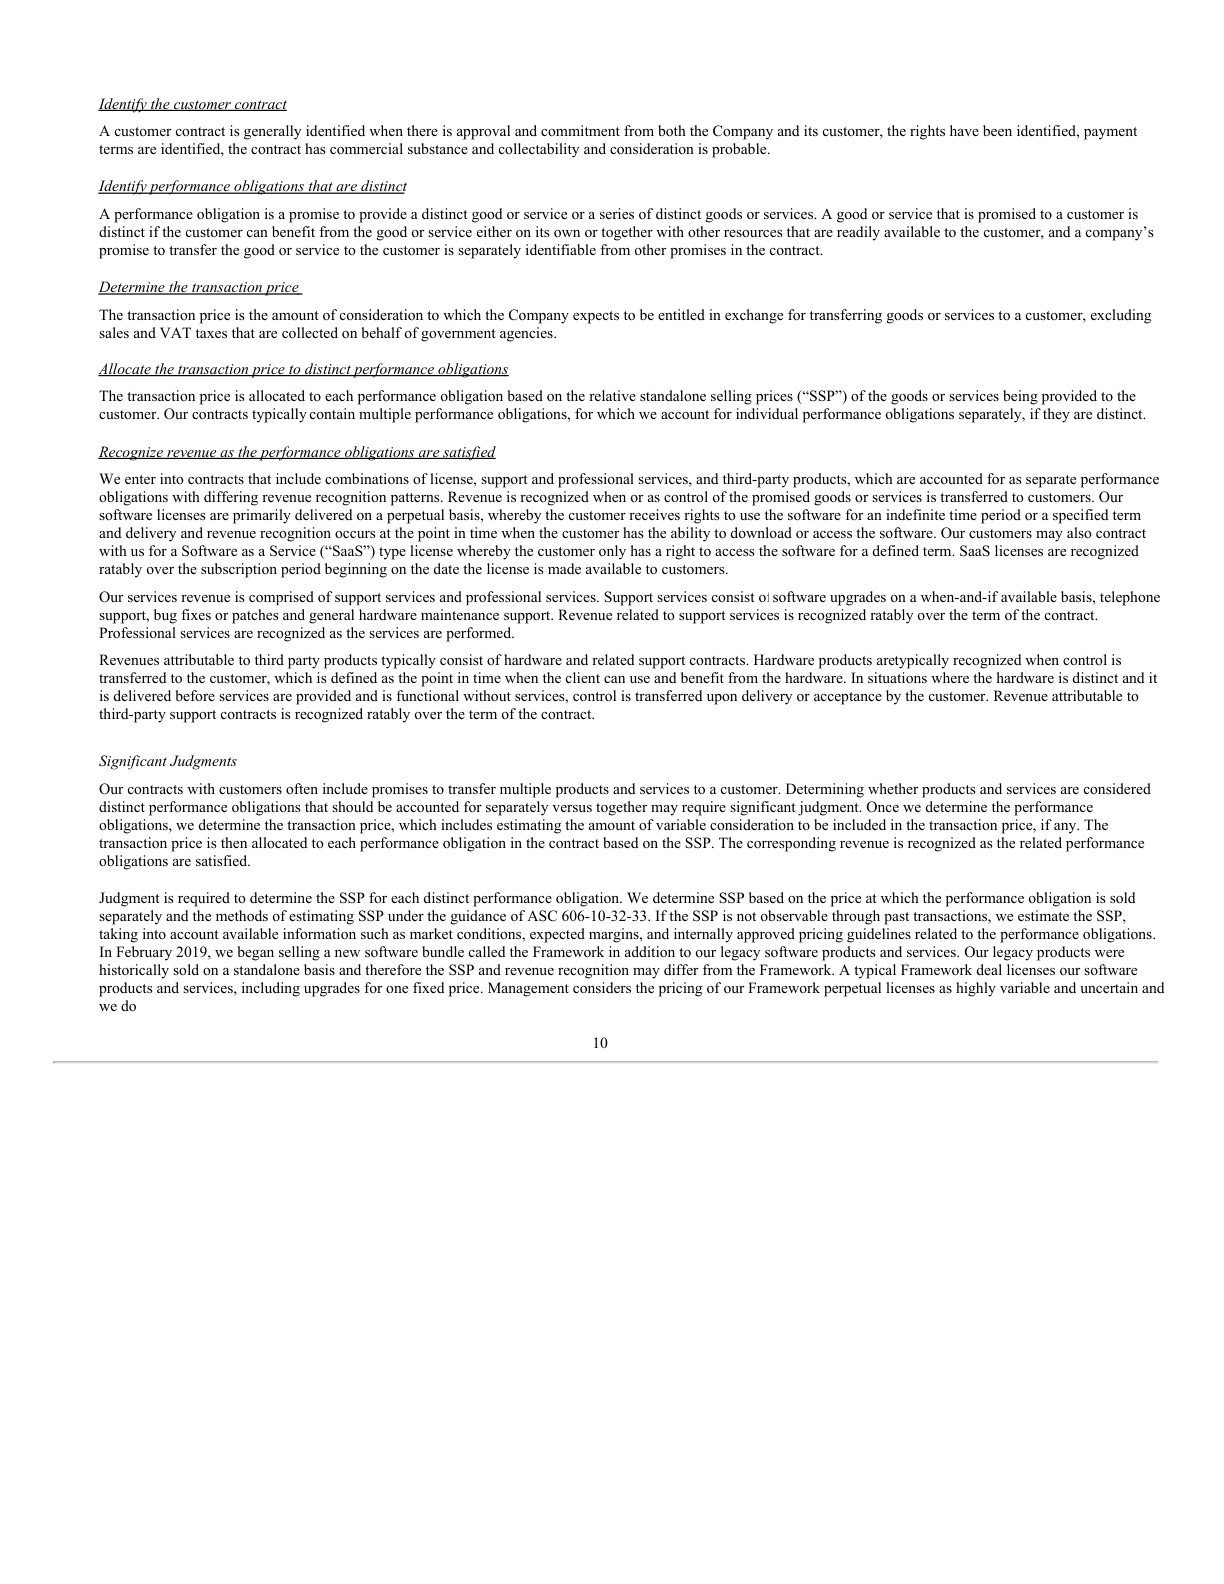 Identify the customer contract
A customer contract is generally identified when there is approval and commitment from both the Company and its customer, the rights have been identified, payment
terms are identified, the contract has commercial substance and collectability and consideration is probable.
Identify performance obligations that are distinct
A performance obligation is a promise to provide a distinct good or service or a series of distinct goods or services. A good or service that is promised to a customer is
distinct if the customer can benefit from the good or service either on its own or together with other resources that are readily available to the customer, and a company’s
promise to transfer the good or service to the customer is separately identifiable from other promises in the contract.
Determine the transaction price
The transaction price is the amount of consideration to which the Company expects to be entitled in exchange for transferring goods or services to a customer, excluding
sales and VAT taxes that are collected on behalf of government agencies.
Allocate the transaction price to distinct performance obligations
The transaction price is allocated to each performance obligation based on the relative standalone selling prices (“SSP”) of the goods or services being provided to the
customer. Our contracts typically contain multiple performance obligations, for which we account for individual performance obligations separately, if they are distinct.
Recognize revenue as the performance obligations are satisfied
We enter into contracts that include combinations of license, support and professional services, and third-party products, which are accounted for as separate performance
obligations with differing revenue recognition patterns. Revenue is recognized when or as control of the promised goods or services is transferred to customers. Our
software licenses are primarily delivered on a perpetual basis, whereby the customer receives rights to use the software for an indefinite time period or a specified term
and delivery and revenue recognition occurs at the point in time when the customer has the ability to download or access the software. Our customers may also contract
with us for a Software as a Service (“SaaS”) type license whereby the customer only has a right to access the software for a defined term. SaaS licenses are recognized
ratably over the subscription period beginning on the date the license is made available to customers.
Our services revenue is comprised of support services and professional services. Support services consist of software upgrades on a when-and-if available basis, telephone
support, bug fixes or patches and general hardware maintenance support. Revenue related to support services is recognized ratably over the term of the contract.
Professional services are recognized as the services are performed.
Revenues attributable to third party products typically consist of hardware and related support contracts. Hardware products aretypically recognized when control is
transferred to the customer, which is defined as the point in time when the client can use and benefit from the hardware. In situations where the hardware is distinct and it
is delivered before services are provided and is functional without services, control is transferred upon delivery or acceptance by the customer. Revenue attributable to
third-party support contracts is recognized ratably over the term of the contract.
Significant Judgments
Our contracts with customers often include promises to transfer multiple products and services to a customer. Determining whether products and services are considered
distinct performance obligations that should be accounted for separately versus together may require significant judgment. Once we determine the performance
obligations, we determine the transaction price, which includes estimating the amount of variable consideration to be included in the transaction price, if any. The
transaction price is then allocated to each performance obligation in the contract based on the SSP. The corresponding revenue is recognized as the related performance
obligations are satisfied.
Judgment is required to determine the SSP for each distinct performance obligation. We determine SSP based on the price at which the performance obligation is sold
separately and the methods of estimating SSP under the guidance of ASC 606-10-32-33. If the SSP is not observable through past transactions, we estimate the SSP,
taking into account available information such as market conditions, expected margins, and internally approved pricing guidelines related to the performance obligations.
In February 2019, we began selling a new software bundle called the Framework in addition to our legacy software products and services. Our legacy products were
historically sold on a standalone basis and therefore the SSP and revenue recognition may differ from the Framework. A typical Framework deal licenses our software
products and services, including upgrades for one fixed price. Management considers the pricing of our Framework perpetual licenses as highly variable and uncertain and
we do
10